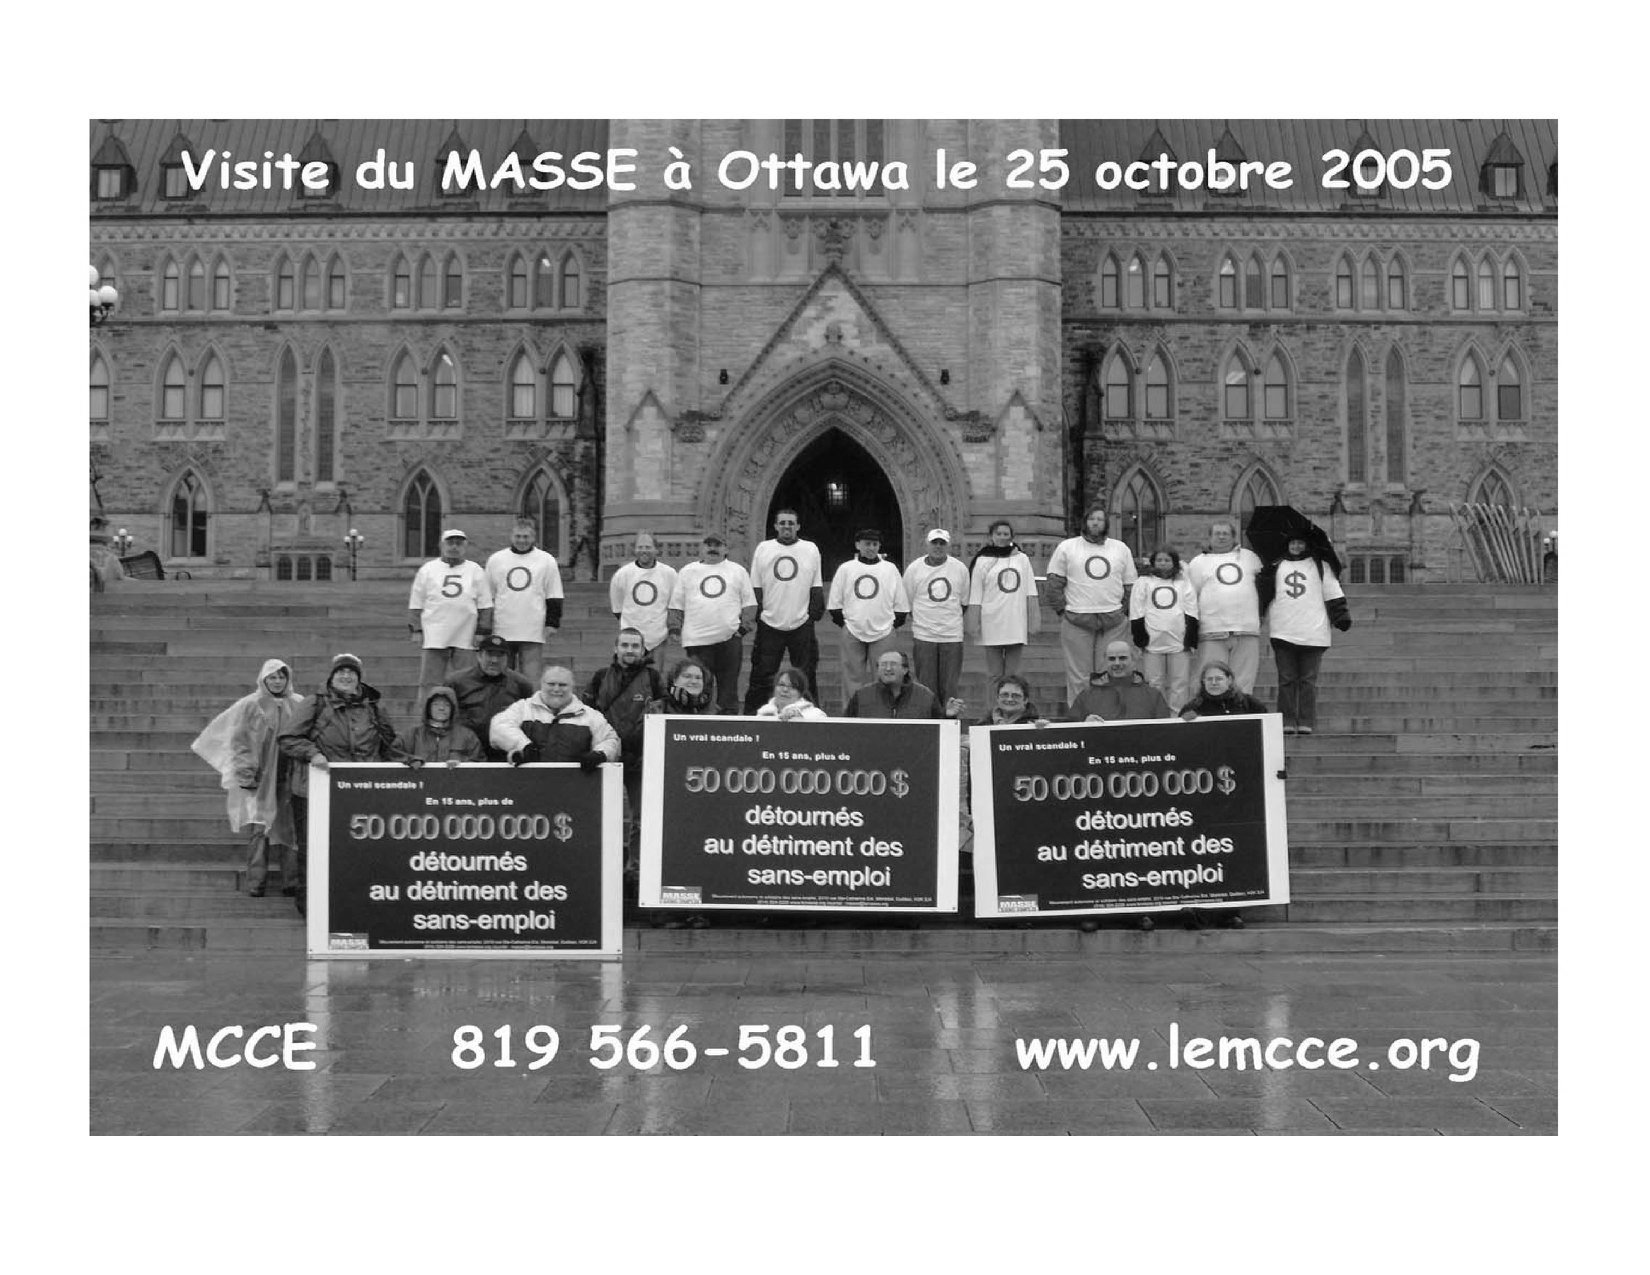 Visite du MASSE à Ottawa le 25 octobre 2005
5 0 0 0 0 0 0 0 0 0 0 $
Un vrai scandale !
En 15 ans, plus de
50 000 000 000 $
détournés
au détriment des
sans-emploi
MASSE
Un vrai scandale !
En 15 ans, plus de
50 000 000 000 $
détournés
au détriment des
sans-emploi
MASSE
Un vrai scandale !
En 15 ans, plus de
50 000 000 000 $
détournés
au détriment des
sans-emploi
MASSE
MCCE 819 566-5811 www.lemcce.org